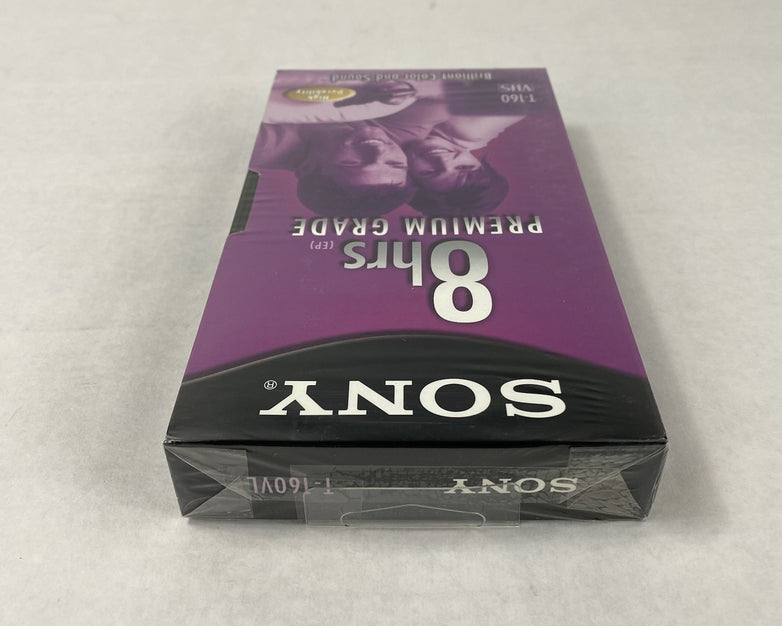 SONY®
8hrs (EP)
PREMIUM GRADE
T-160
VHS
High
Durability
Brilliant Color and Sound
SONY
T-160VL